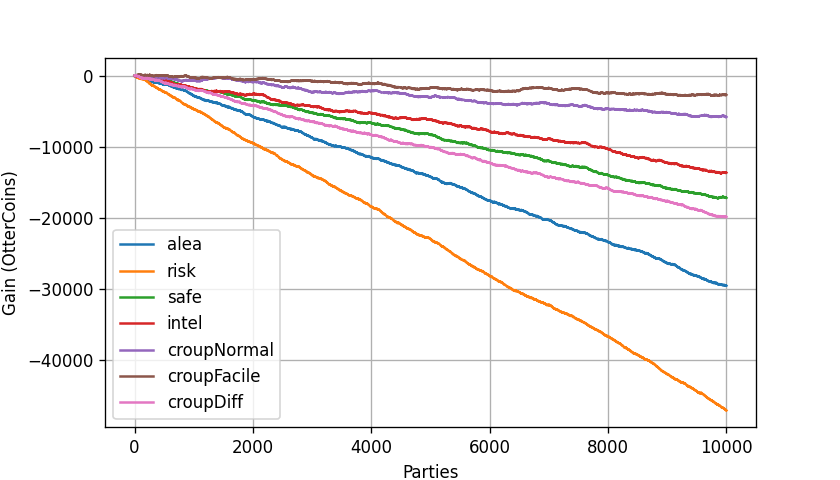 0
−10000
−20000
−30000
−40000
Gain (OtterCoins)
alea
risk
safe
intel
croupNormal
croupFacile
croupDiff
0 2000 4000 6000 8000 10000
Parties